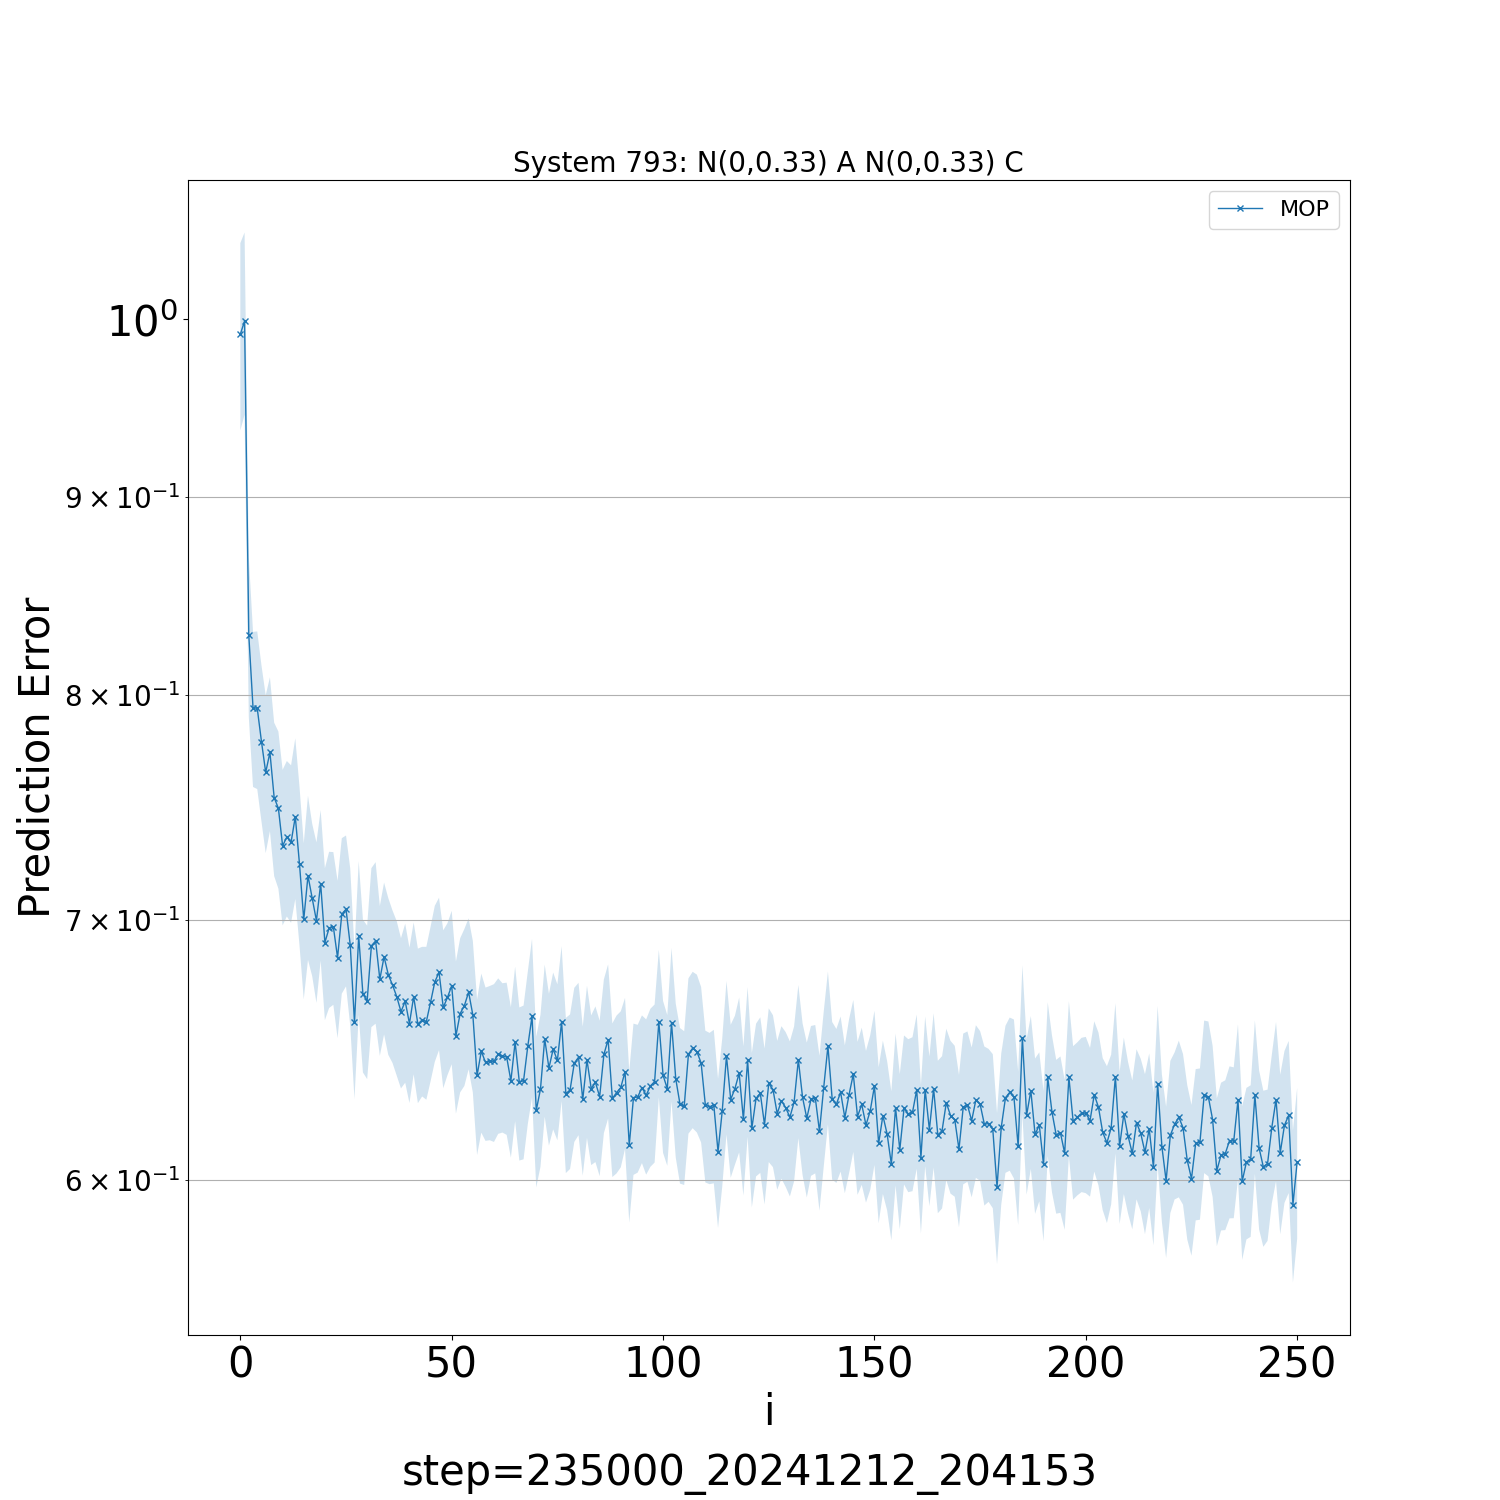 System 793: N(0,0.33) A N(0,0.33) C
MOP
10⁰
9 × 10⁻¹
8 × 10⁻¹
7 × 10⁻¹
6 × 10⁻¹
Prediction Error
0 50 100 150 200 250
i
step=235000_20241212_204153